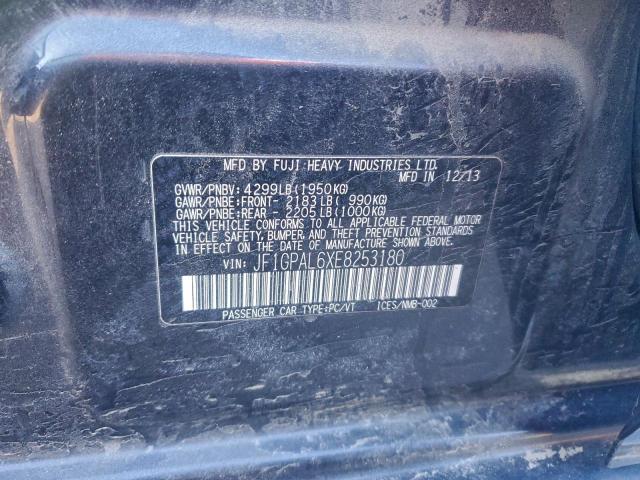 MFD BY FUJI HEAVY INDUSTRIES LTD.
MFD IN 12/13
GVWR/PNBV: 4299LB(1950KG)
GAWR/PNBE:FRONT- 2183LB( 990KG)
GAWR/PNBE:REAR - 2205LB(1000KG)
THIS VEHICLE CONFORMS TO ALL APPLICABLE FEDERAL MOTOR
VEHICLE SAFETY,BUMPER, AND THEFT PREVENTION STANDARDS
IN EFFECT ON THE DATE OF MANUFACTURE SHOWN ABOVE.
VIN: JF1GPAL6XE8253180
PASSENGER CAR TYPE:PC/VT ICES/NMB-002